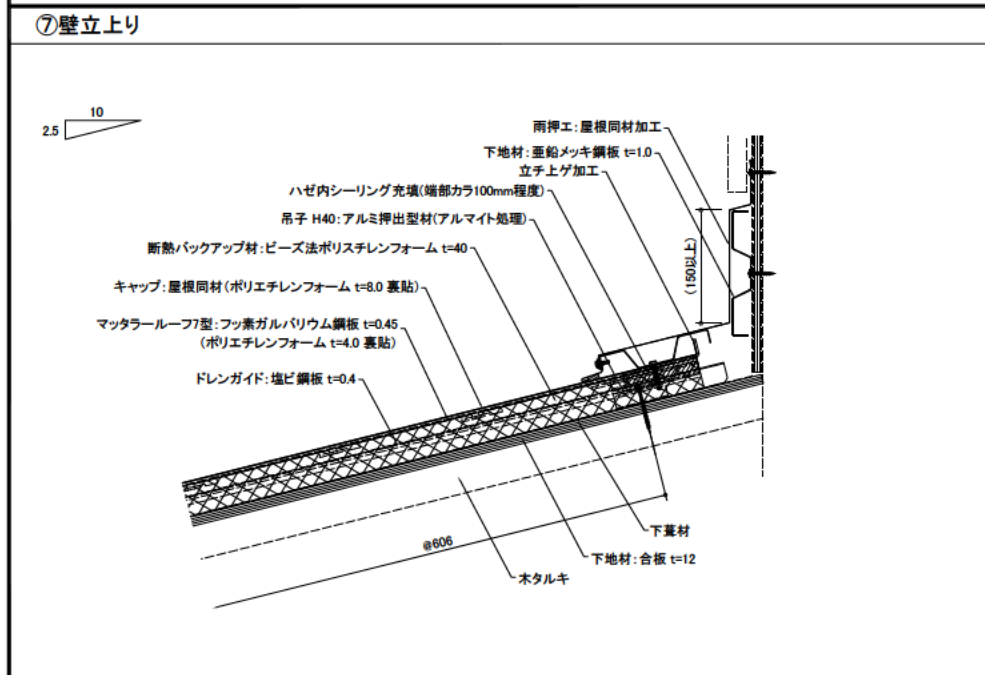 ⑦壁立上り
10
2.5
雨押エ:屋根同材加工
下地材:亜鉛メッキ鋼板 t=1.0
立チ上ゲ加工
ハゼ内シーリング充填(端部カラ100mm程度)
吊子 H40:アルミ押出型材(アルマイト処理)
断熱バックアップ材:ビーズ法ポリスチレンフォーム t=40
キャップ:屋根同材(ポリエチレンフォーム t=8.0 裏貼)
マッタラールーフ7型:フッ素ガルバリウム鋼板 t=0.45
(ポリエチレンフォーム t=4.0 裏貼)
ドレンガイド:塩ビ鋼板 t=0.4
(150以上)
@606
下葺材
下地材:合板 t=12
木タルキ